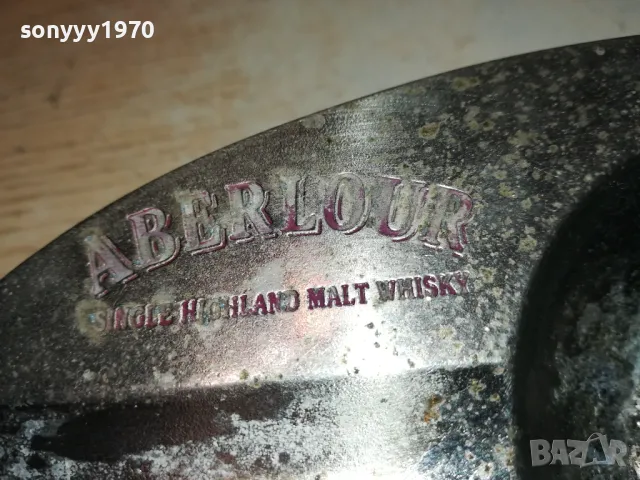 sonyyy1970
ABERLOUR
SINGLE HIGHLAND MALT WHISKY
BAZAR